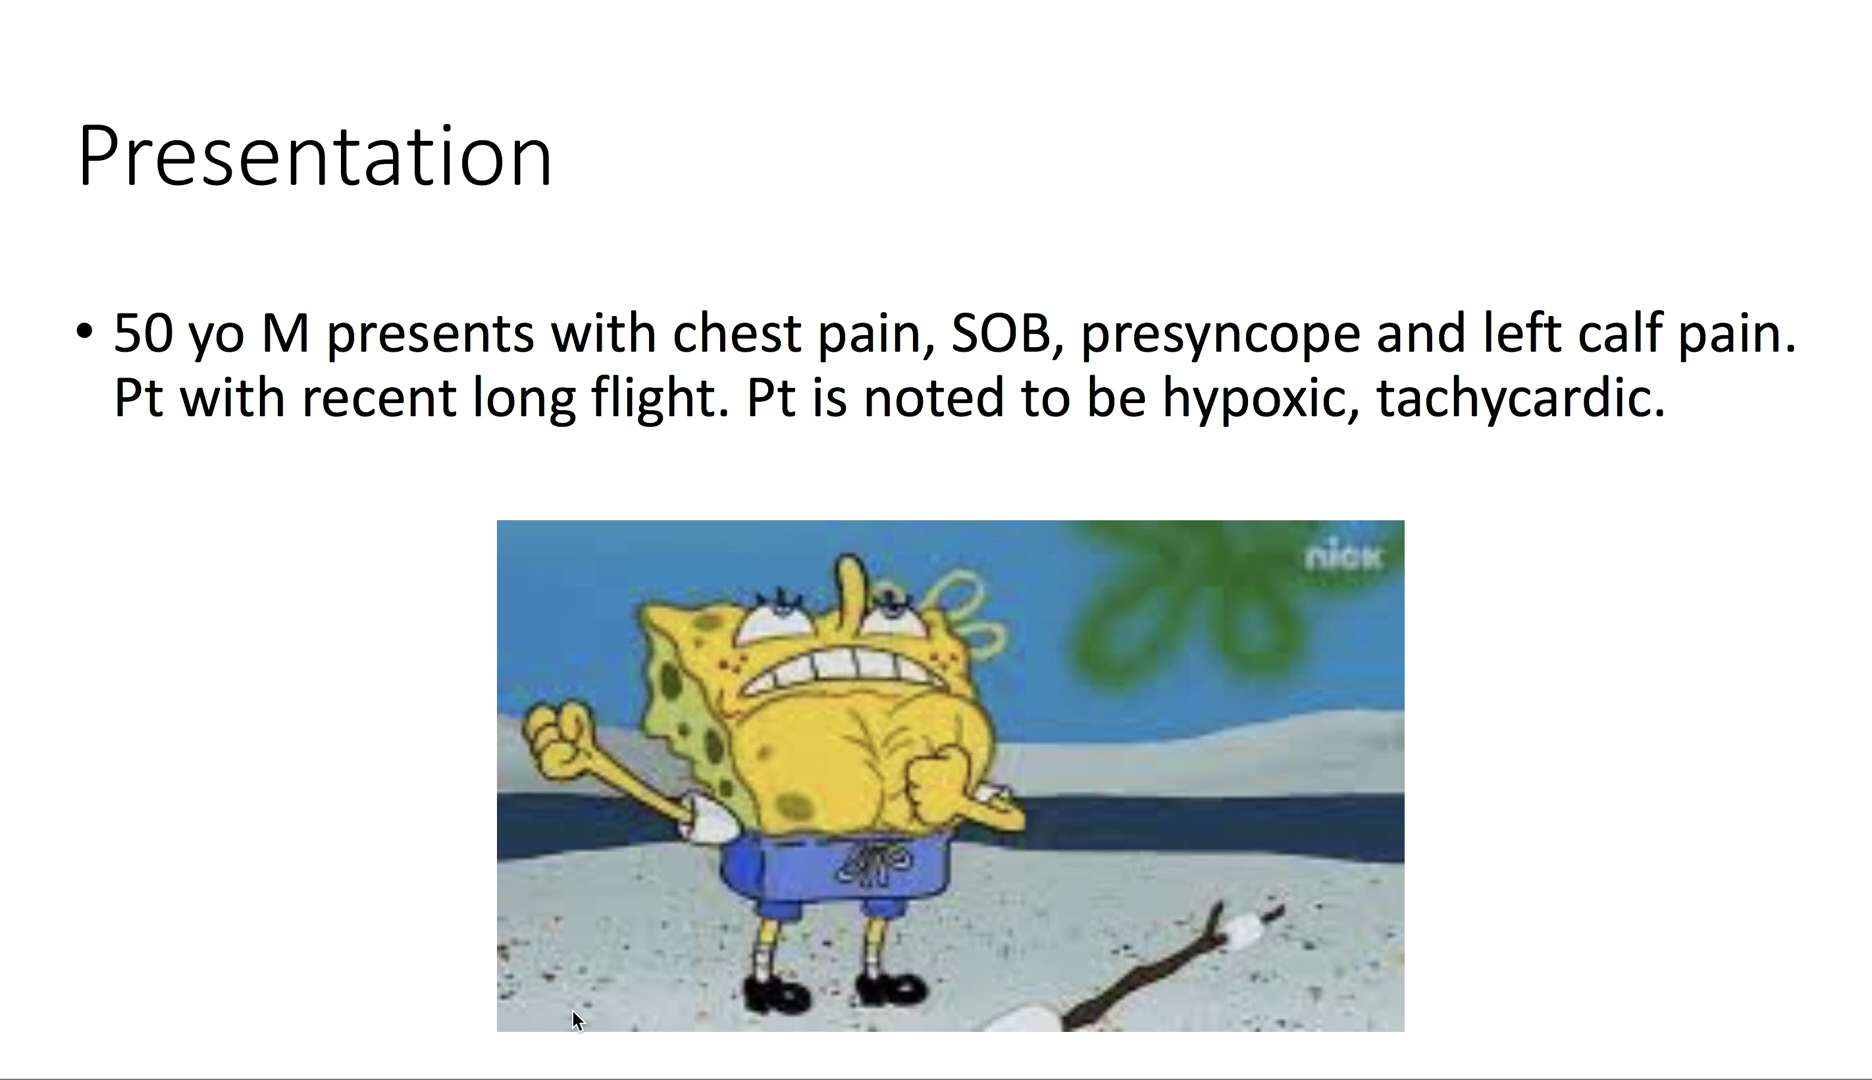 Presentation
• 50 yo M presents with chest pain, SOB, presyncope and left calf pain.
Pt with recent long flight. Pt is noted to be hypoxic, tachycardic.
nick